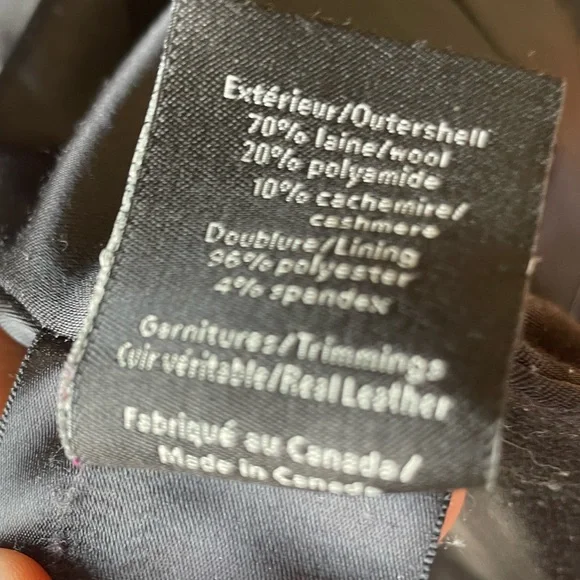 Extérieur/Outershell
70% laine/wool
20% polyamide
10% cachemire/
cashmere
Doublure/Lining
96% polyester
4% spandex
Garnitures/Trimmings
Cuir véritable/Real Leather
Fabriqué au Canada/
Made in Canada